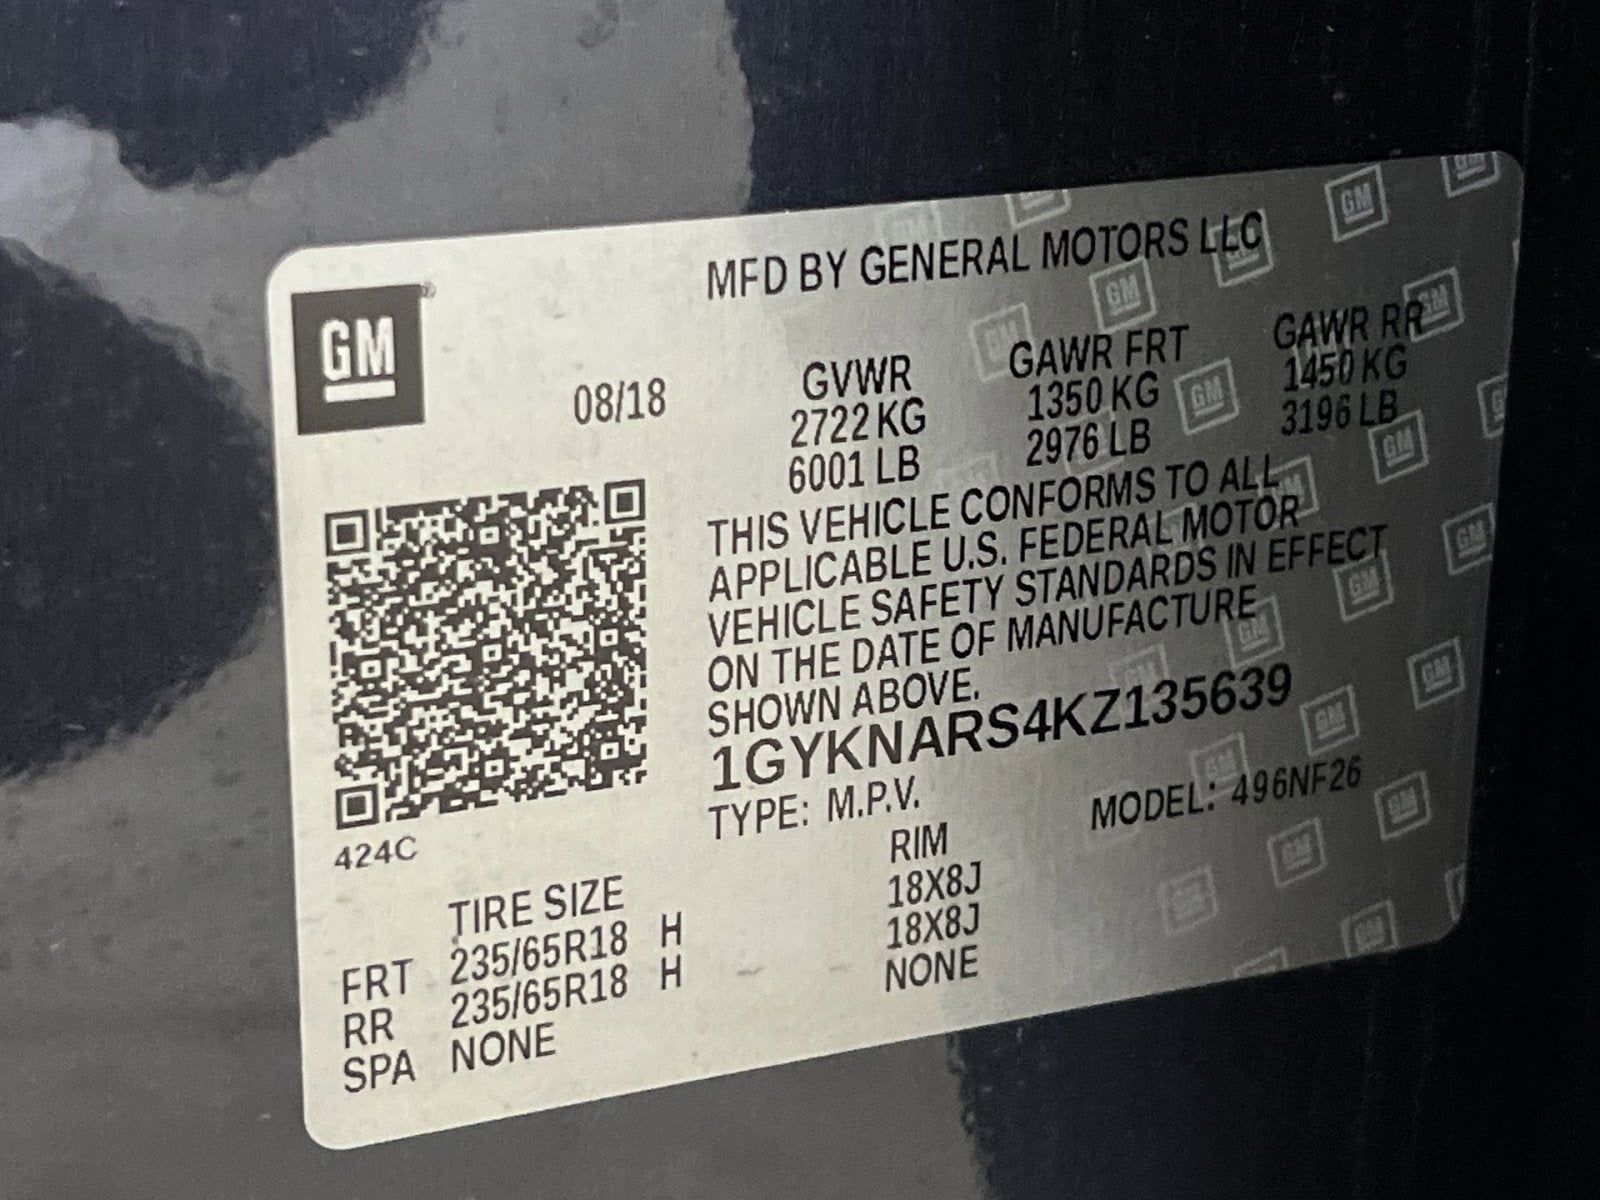 GM
MFD BY GENERAL MOTORS LLC
08/18
GVWR GAWR FRT GAWR RR
2722 KG 1350 KG 1450 KG
6001 LB 2976 LB 3196 LB
THIS VEHICLE CONFORMS TO ALL
APPLICABLE U.S. FEDERAL MOTOR
VEHICLE SAFETY STANDARDS IN EFFECT
ON THE DATE OF MANUFACTURE
SHOWN ABOVE.
1GYKNARS4KZ135639
TYPE: M.P.V. MODEL: 496NF26
424C
TIRE SIZE RIM
FRT 235/65R18 H 18X8J
RR 235/65R18 H 18X8J
SPA NONE NONE